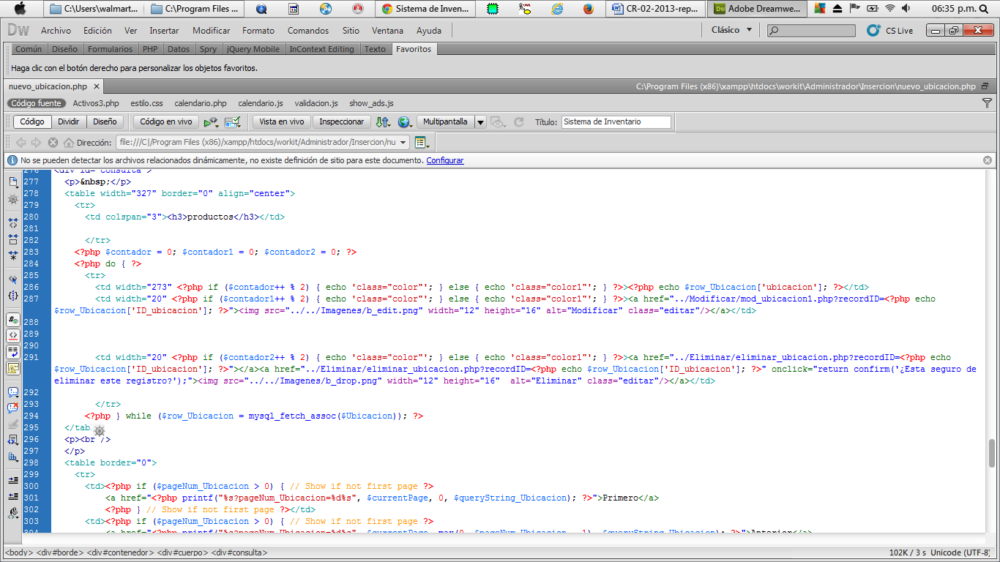 C:\Users\walmart...
C:\Program Files ...
Sistema de Inven...
UML
CR-02-2013-rep...
Adobe Dreamwe...
06:35 p.m.
Dw
Archivo Edición Ver Insertar Modificar Formato Comandos Sitio Ventana Ayuda
Clásico
CS Live
Común Diseño Formularios PHP Datos Spry jQuery Mobile InContext Editing Texto Favoritos
Haga clic con el botón derecho para personalizar los objetos favoritos.
nuevo_ubicacion.php ×
C:\Program Files (x86)\xampp\htdocs\workit\Administrador\Insercion\nuevo_ubicacion.php
Código fuente Activos3.php estilo.css calendario.php calendario.js validacion.js show_ads.js
Código Dividir Diseño Código en vivo Vista en vivo Inspeccionar Multipantalla Título: Sistema de Inventario
Dirección: file:///C|/Program Files (x86)/xampp/htdocs/workit/Administrador/Insercion/nu
No se pueden detectar los archivos relacionados dinámicamente, no existe definición de sitio para este documento. Configurar
276 <div id="consulta">
277 <p>&nbsp;</p>
278 <table width="327" border="0" align="center">
279 <tr>
280 <td colspan="3"><h3>productos</h3></td>
281
282 </tr>
283 <?php $contador = 0; $contador1 = 0; $contador2 = 0; ?>
284 <?php do { ?>
285 <tr>
286 <td width="273" <?php if ($contador++ % 2) { echo 'class="color"'; } else { echo 'class="color1"'; } ?>><?php echo $row_Ubicacion['ubicacion']; ?></td>
287 <td width="20" <?php if ($contador1++ % 2) { echo 'class="color"'; } else { echo 'class="color1"'; } ?>><a href="../Modificar/mod_ubicacion1.php?recordID=<?php echo
$row_Ubicacion['ID_ubicacion']; ?>"><img src="../../Imagenes/b_edit.png" width="12" height="16" alt="Modificar" class="editar"/></a></td>
288
289
290
291 <td width="20" <?php if ($contador2++ % 2) { echo 'class="color"'; } else { echo 'class="color1"'; } ?>><a href="../Eliminar/eliminar_ubicacion.php?recordID=<?php echo
$row_Ubicacion['ID_ubicacion']; ?>"></a><a href="../Eliminar/eliminar_ubicacion.php?recordID=<?php echo $row_Ubicacion['ID_ubicacion']; ?>" onclick="return confirm('¿Esta seguro de
eliminar este registro?');"><img src="../../Imagenes/b_drop.png" width="12" height="16"  alt="Eliminar" class="editar"/></a></td>
292
293 </tr>
294 <?php } while ($row_Ubicacion = mysql_fetch_assoc($Ubicacion)); ?>
295 </tabl
296 <p><br />
297 </p>
298 <table border="0">
299 <tr>
300 <td><?php if ($pageNum_Ubicacion > 0) { // Show if not first page ?>
301 <a href="<?php printf("%s?pageNum_Ubicacion=%d%s", $currentPage, 0, $queryString_Ubicacion); ?>">Primero</a>
302 <?php } // Show if not first page ?></td>
303 <td><?php if ($pageNum_Ubicacion > 0) { // Show if not first page ?>
304 <a href="<?php printf("%s?pageNum_Ubicacion=%d%s", $currentPage, max(0, $pageNum_Ubicacion - 1), $queryString_Ubicacion); ?>">Anterior</a>
<body> <div#borde> <div#contenedor> <div#cuerpo> <div#consulta>
102K / 3 s Unicode (UTF-8)